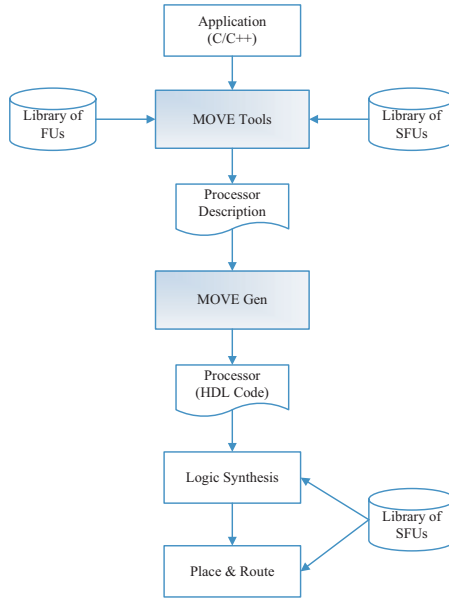 Application
(C/C++)
Library of
FUs
MOVE Tools
Library of
SFUs
Processor
Description
MOVE Gen
Processor
(HDL Code)
Logic Synthesis
Library of
SFUs
Place & Route